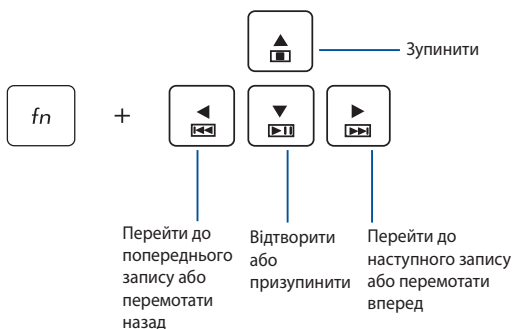 Зупинити
fn +
Перейти до
попереднього
запису або
перемотати
назад
Відтворити
або
призупинити
Перейти до
наступного запису
або перемотати
вперед